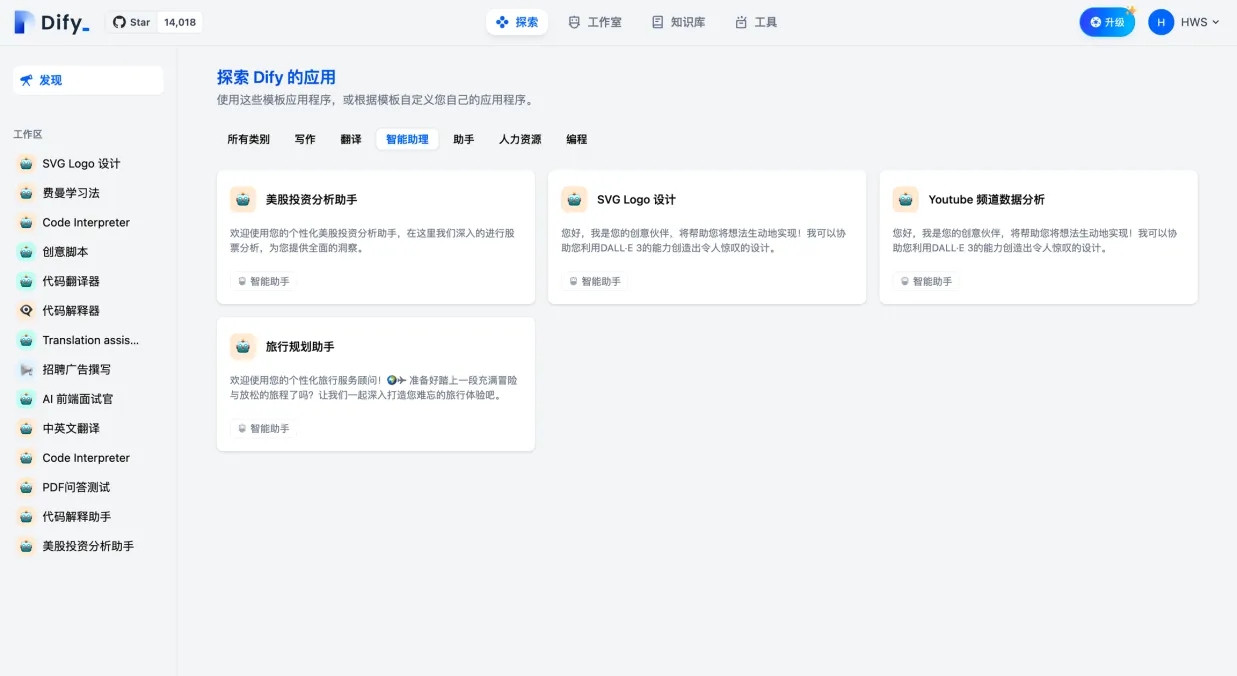 Dify_
Star 14,018
探索
工作室
知识库
工具
升级
H
HWS
发现
工作区
SVG Logo 设计
费曼学习法
Code Interpreter
创意脚本
代码翻译器
代码解释器
Translation assis...
招聘广告撰写
AI 前端面试官
中英文翻译
Code Interpreter
PDF问答测试
代码解释助手
美股投资分析助手
探索 Dify 的应用
使用这些模板应用程序，或根据模板自定义您自己的应用程序。
所有类别 写作 翻译 智能助理 助手 人力资源 编程
美股投资分析助手
欢迎使用您的个性化美股投资分析助手，在这里我们深入的进行股
票分析，为您提供全面的洞察。
智能助手
SVG Logo 设计
您好，我是您的创意伙伴，将帮助您将想法生动地实现！我可以协
助您利用DALL·E 3的能力创造出令人惊叹的设计。
智能助手
Youtube 频道数据分析
您好，我是您的创意伙伴，将帮助您将想法生动地实现！我可以协
助您利用DALL·E 3的能力创造出令人惊叹的设计。
智能助手
旅行规划助手
欢迎使用您的个性化旅行服务顾问！🌍✈️ 准备好踏上一段充满冒险
与放松的旅程了吗？让我们一起深入打造您难忘的旅行体验吧。
智能助手